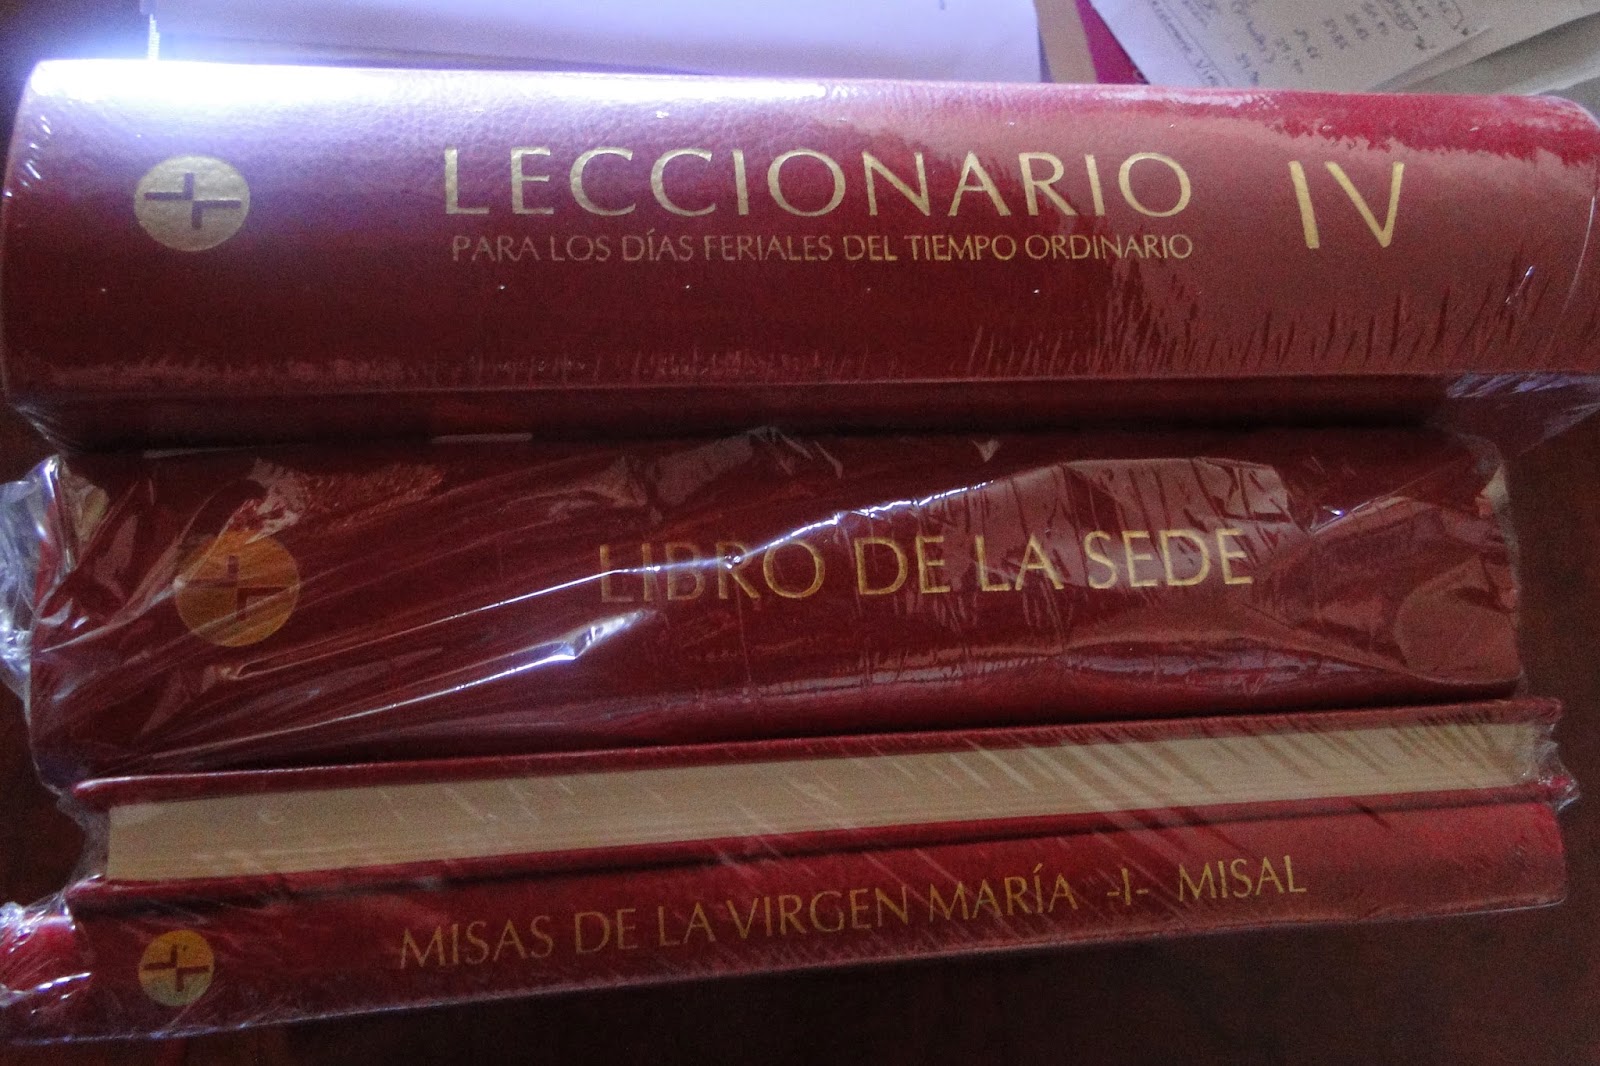 LECCIONARIO IV
PARA LOS DÍAS FERIALES DEL TIEMPO ORDINARIO
LIBRO DE LA SEDE
MISAS DE LA VIRGEN MARÍA -I- MISAL